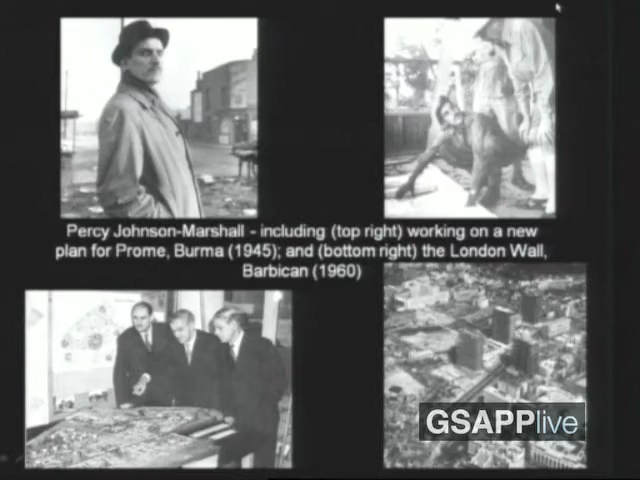 Percy Johnson-Marshall - including (top right) working on a new
plan for Prome, Burma (1945); and (bottom right) the London Wall,
Barbican (1960)
GSAPPlive